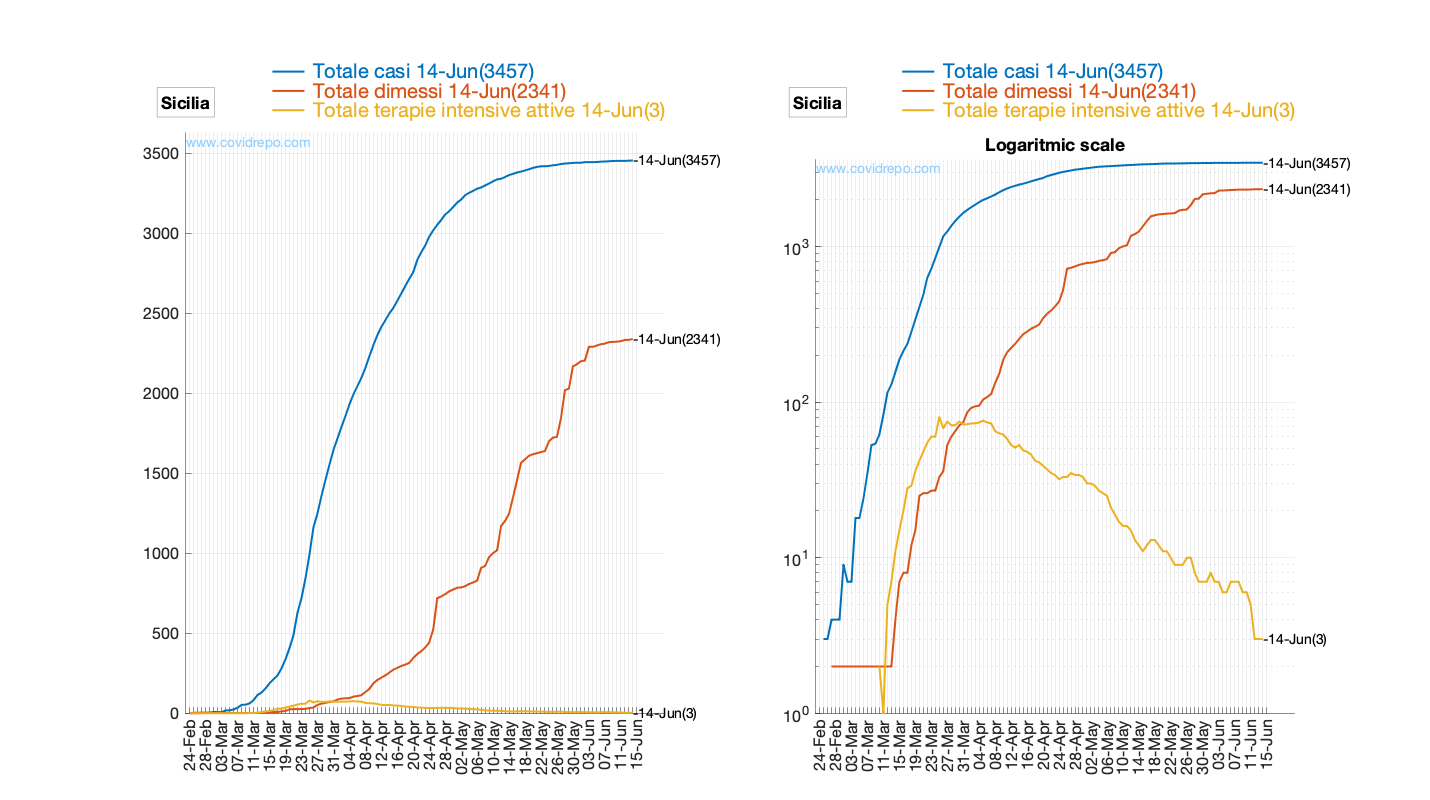 Totale casi 14-Jun(3457)
Totale dimessi 14-Jun(2341)
Totale terapie intensive attive 14-Jun(3)
Sicilia
www.covidrepo.com
3500
3000
2500
2000
1500
1000
500
0
-14-Jun(3457)
-14-Jun(2341)
-14-Jun(3)
24-Feb
28-Feb
03-Mar
07-Mar
11-Mar
15-Mar
19-Mar
23-Mar
27-Mar
31-Mar
04-Apr
08-Apr
12-Apr
16-Apr
20-Apr
24-Apr
28-Apr
02-May
06-May
10-May
14-May
18-May
22-May
26-May
30-May
03-Jun
07-Jun
11-Jun
15-Jun
Totale casi 14-Jun(3457)
Totale dimessi 14-Jun(2341)
Totale terapie intensive attive 14-Jun(3)
Sicilia
Logaritmic scale
www.covidrepo.com
10³
10²
10¹
10⁰
-14-Jun(3457)
-14-Jun(2341)
-14-Jun(3)
24-Feb
28-Feb
03-Mar
07-Mar
11-Mar
15-Mar
19-Mar
23-Mar
27-Mar
31-Mar
04-Apr
08-Apr
12-Apr
16-Apr
20-Apr
24-Apr
28-Apr
02-May
06-May
10-May
14-May
18-May
22-May
26-May
30-May
03-Jun
07-Jun
11-Jun
15-Jun